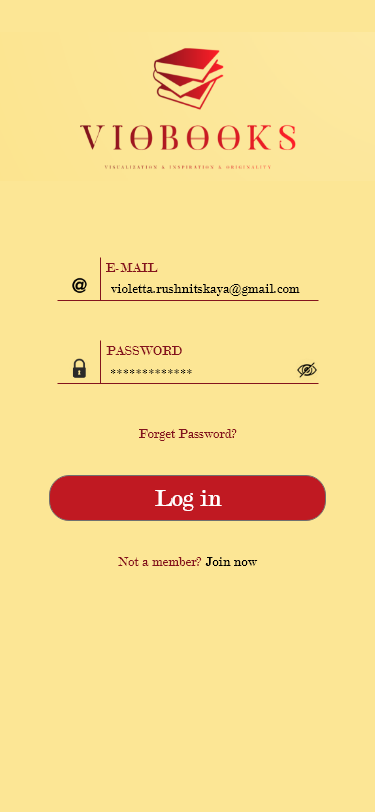 VIOBOOKS
VISUALIZATION & INSPIRATION & ORIGINALITY
E-MAIL
@ violetta.rushnitskaya@gmail.com
PASSWORD
*************
Forget Password?
Log in
Not a member? Join now